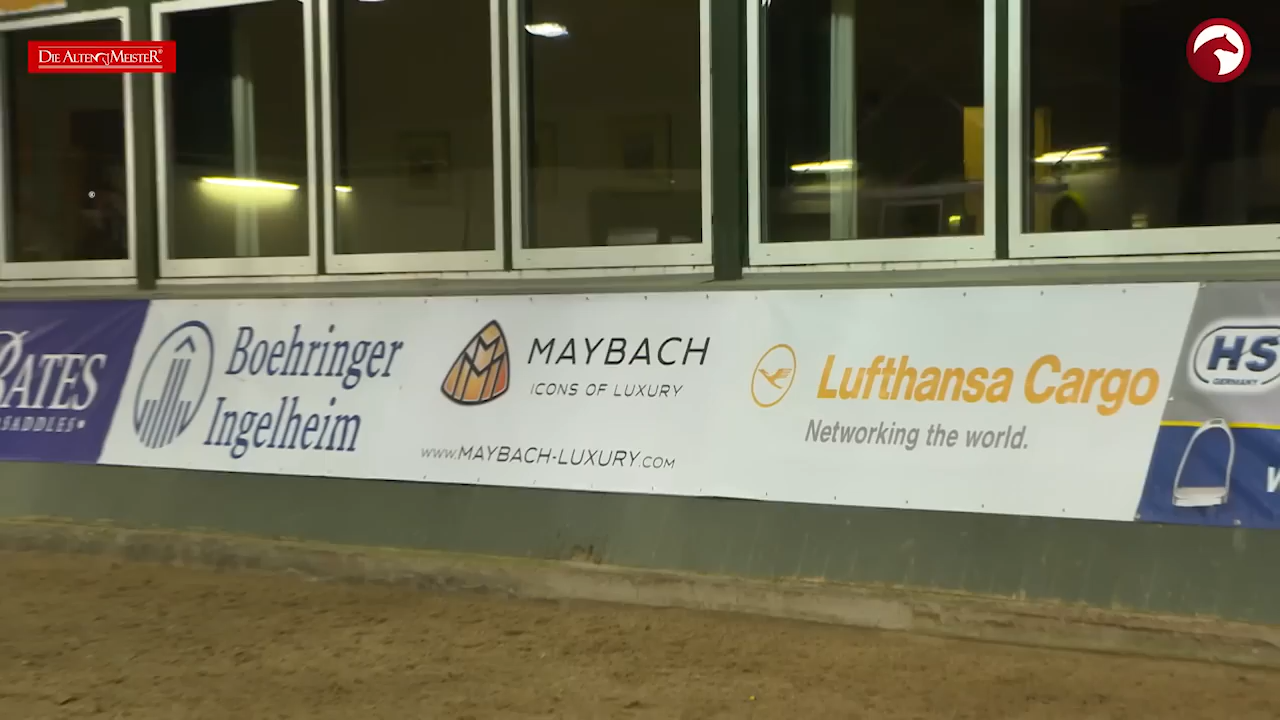 DIE ALTEN MEISTER®
BATES
SADDLES
Boehringer
Ingelheim
MAYBACH
ICONS OF LUXURY
WWW.MAYBACH-LUXURY.COM
Lufthansa Cargo
Networking the world.
HS
GERMANY